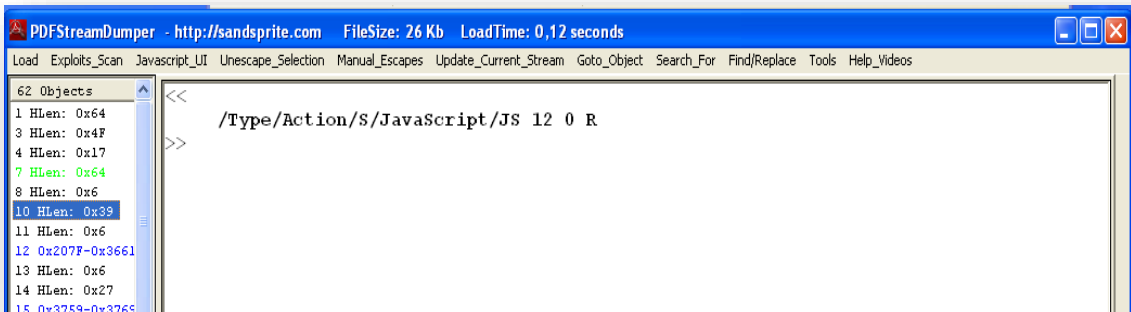 PDFStreamDumper - http://sandsprite.com FileSize: 26 Kb LoadTime: 0,12 seconds
Load Exploits_Scan Javascript_UI Unescape_Selection Manual_Escapes Update_Current_Stream Goto_Object Search_For Find/Replace Tools Help_Videos
62 Objects
1 HLen: 0x64
3 HLen: 0x4F
4 HLen: 0x17
7 HLen: 0x64
8 HLen: 0x6
10 HLen: 0x39
11 HLen: 0x6
12 0x207F-0x3661
13 HLen: 0x6
14 HLen: 0x27
15 0x3759-0x376
<<
/Type/Action/S/JavaScript/JS 12 0 R
>>